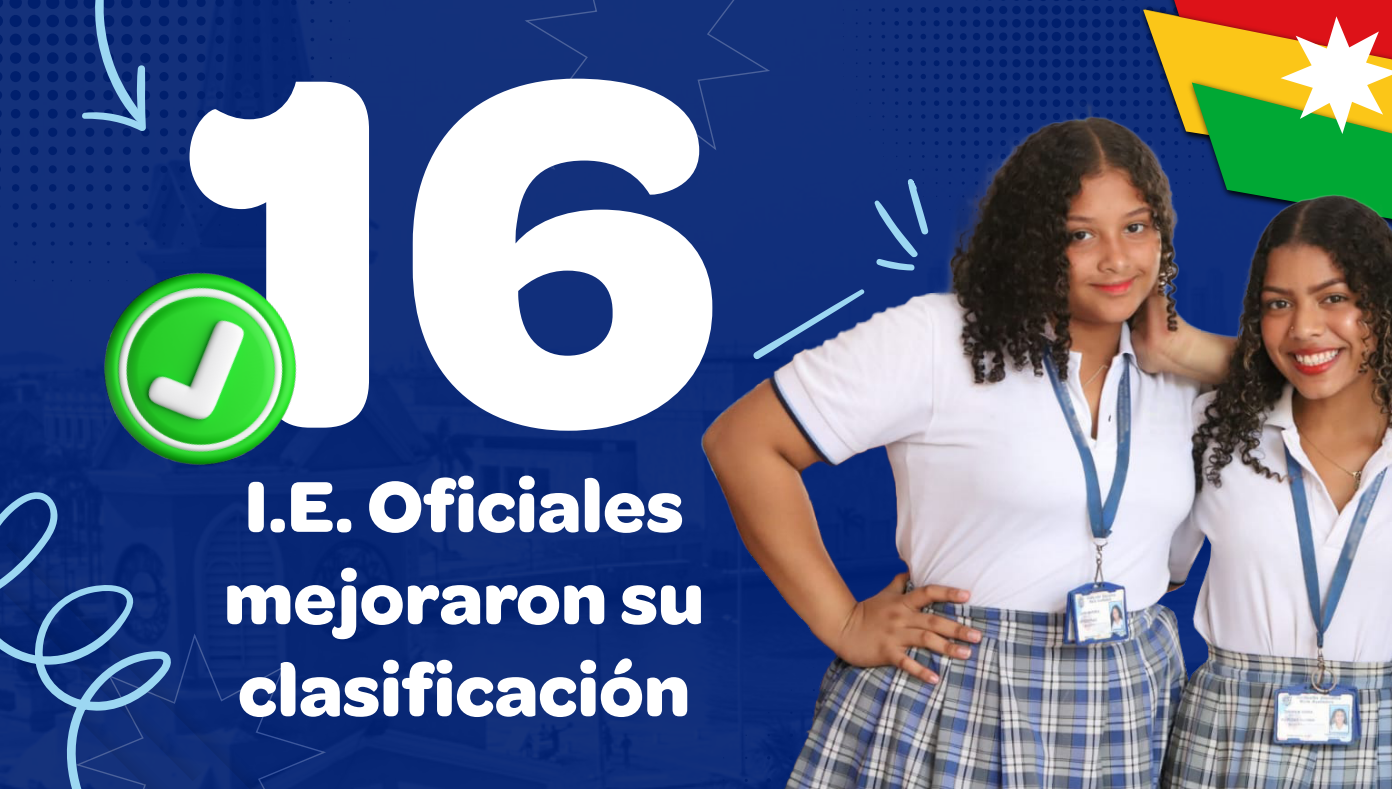 16
I.E. Oficiales
mejoraron su
clasificación